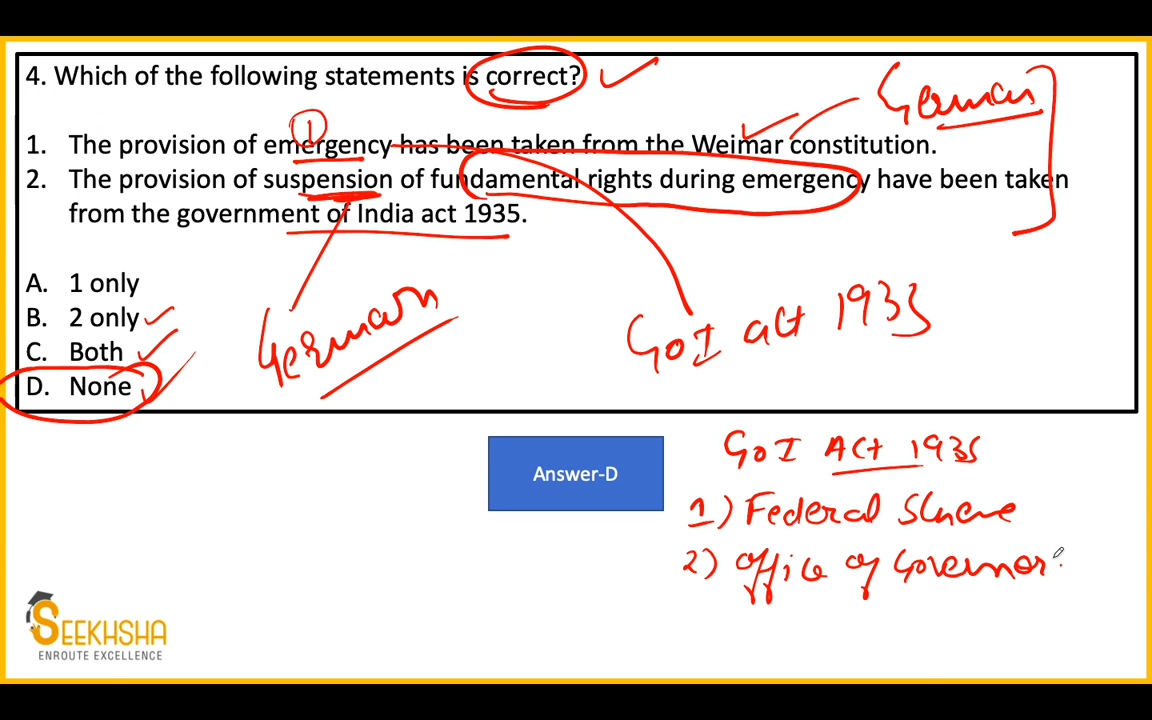 4. Which of the following statements is correct?
German
1
1. The provision of emergency has been taken from the Weimar constitution.
2. The provision of suspension of fundamental rights during emergency have been taken
from the government of India act 1935.
A. 1 only
B. 2 only
C. Both
D. None
German
GoI act 1935
Answer-D
GoI Act 1935
1) Federal Scheme
2) Office of Governor
SEEKHSHA
ENROUTE EXCELLENCE